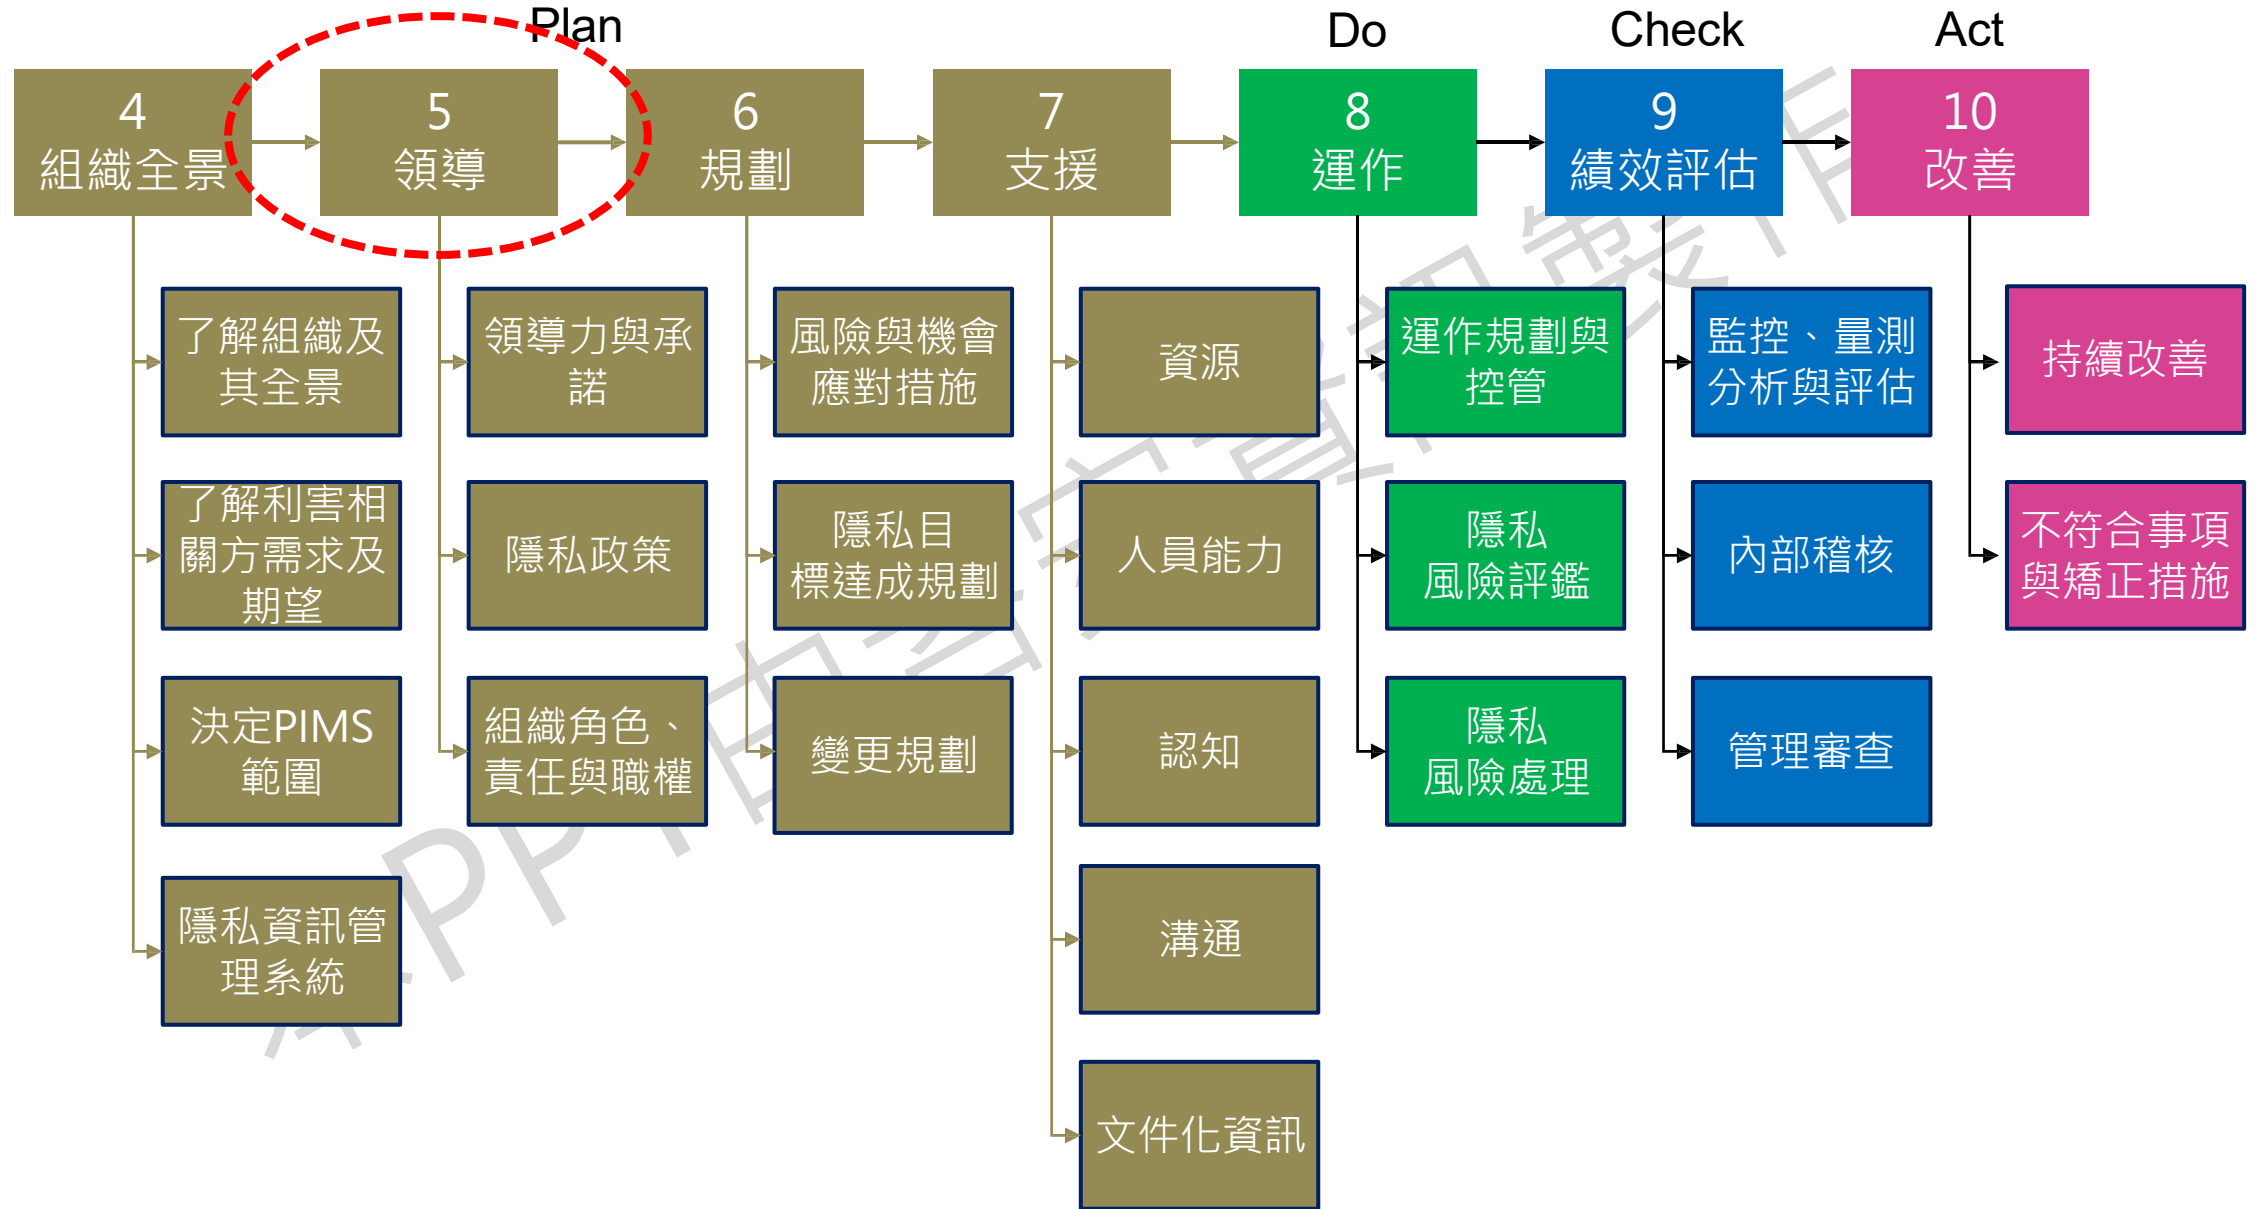 Plan
Do
Check
Act
4
組織全景
5
領導
6
規劃
7
支援
8
運作
9
績效評估
10
改善
了解組織及
其全景
了解利害相
關方需求及
期望
決定PIMS
範圍
隱私資訊管
理系統
領導力與承
諾
隱私政策
組織角色、
責任與職權
風險與機會
應對措施
隱私目
標達成規劃
變更規劃
資源
人員能力
認知
溝通
文件化資訊
運作規劃與
控管
隱私
風險評鑑
隱私
風險處理
監控、量測
分析與評估
內部稽核
管理審查
持續改善
不符合事項
與矯正措施